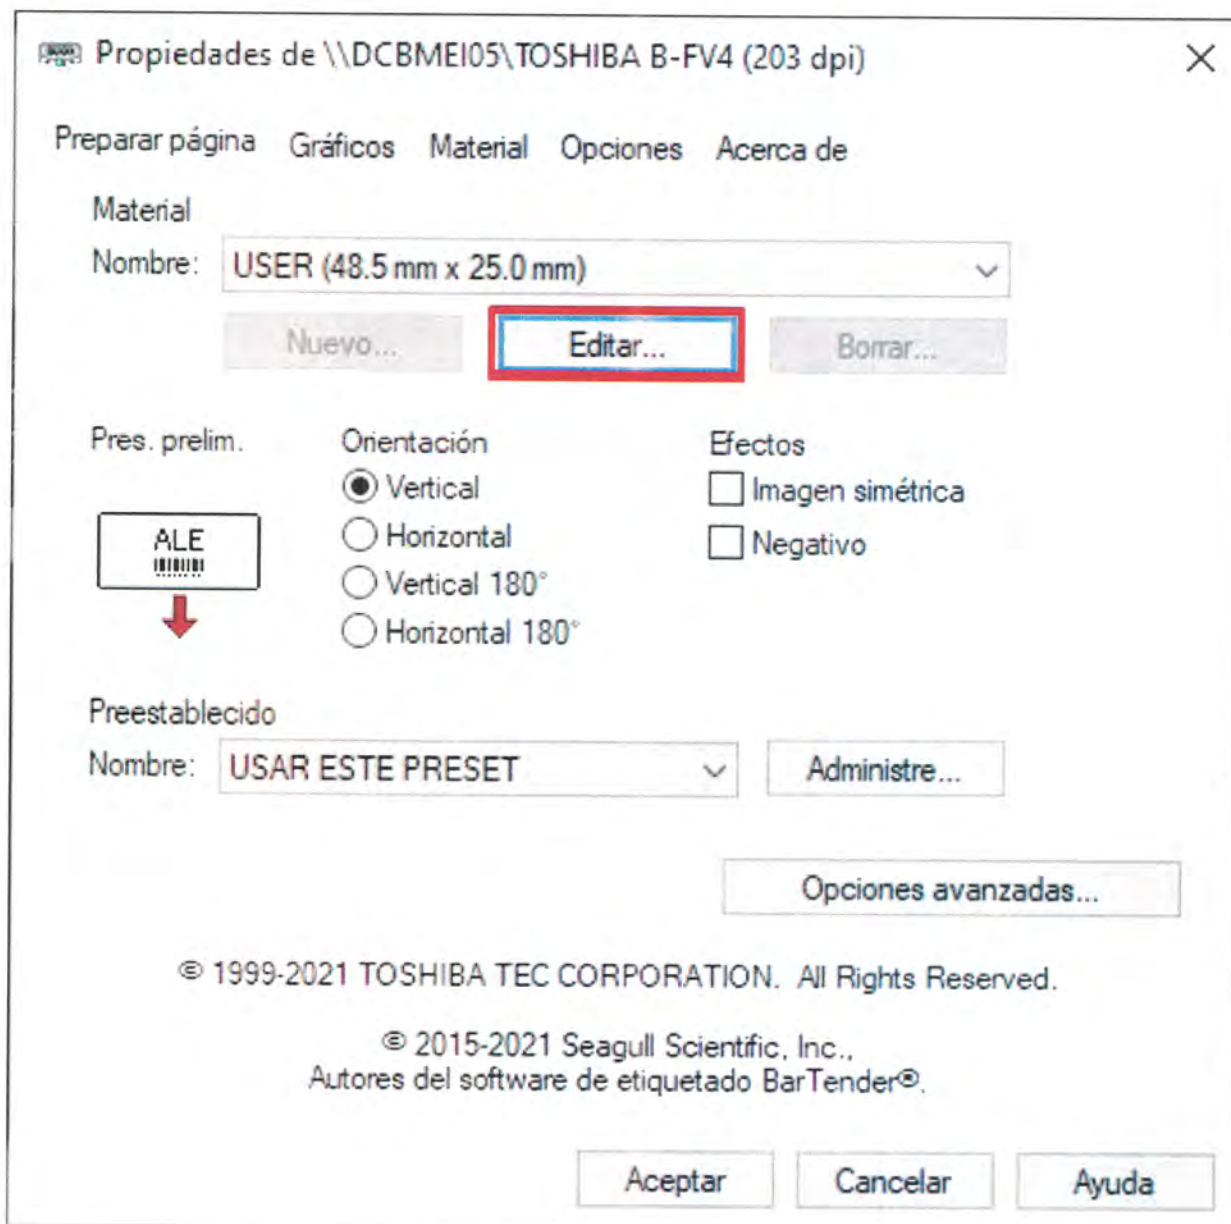 Propiedades de \\DCBMEI05\TOSHIBA B-FV4 (203 dpi)
Preparar página Gráficos Material Opciones Acerca de
Material
Nombre: USER (48.5 mm x 25.0 mm)
Nuevo... Editar... Borrar...
Pres. prelim. Orientación Efectos
Vertical Imagen simétrica
Horizontal Negativo
ALE
Vertical 180°
Horizontal 180°
Preestablecido
Nombre: USAR ESTE PRESET Administre...
Opciones avanzadas...
© 1999-2021 TOSHIBA TEC CORPORATION. All Rights Reserved.
© 2015-2021 Seagull Scientific, Inc.,
Autores del software de etiquetado BarTender®.
Aceptar Cancelar Ayuda